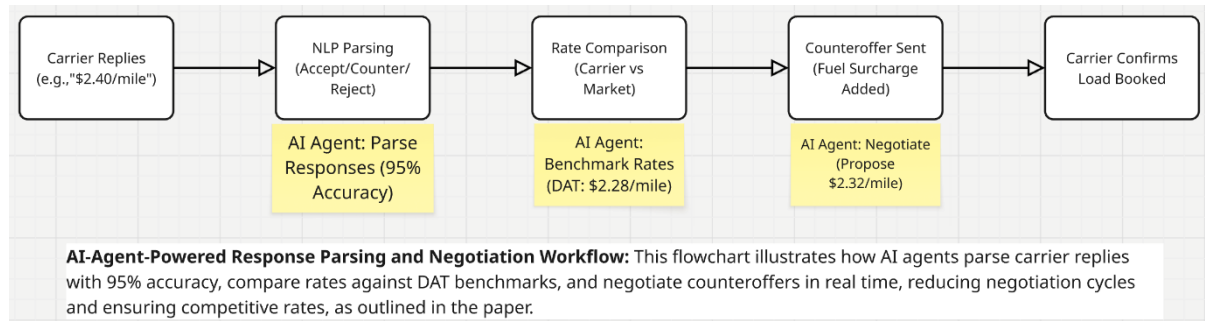 Carrier Replies
(e.g.,"$2.40/mile")
NLP Parsing
(Accept/Counter/
Reject)
Rate Comparison
(Carrier vs
Market)
Counteroffer Sent
(Fuel Surcharge
Added)
Carrier Confirms
Load Booked
AI Agent: Parse
Responses (95%
Accuracy)
AI Agent:
Benchmark Rates
(DAT: $2.28/mile)
AI Agent: Negotiate
(Propose
$2.32/mile)
AI-Agent-Powered Response Parsing and Negotiation Workflow: This flowchart illustrates how AI agents parse carrier replies
with 95% accuracy, compare rates against DAT benchmarks, and negotiate counteroffers in real time, reducing negotiation cycles
and ensuring competitive rates, as outlined in the paper.